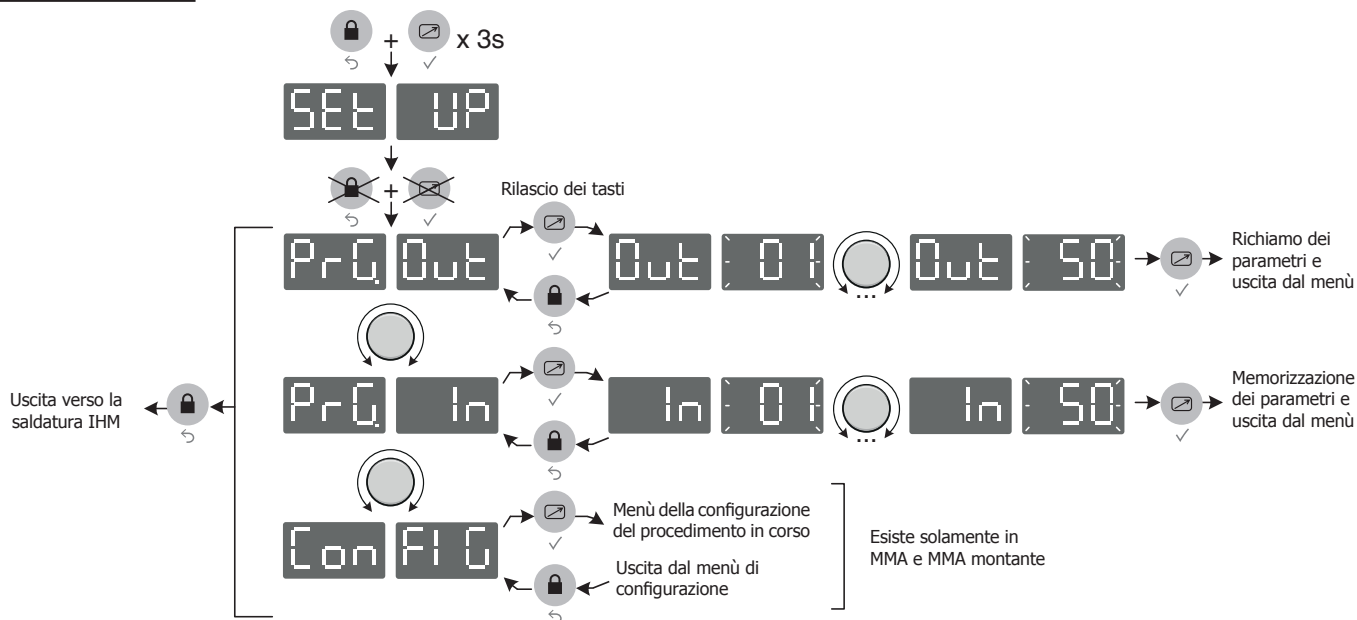 + x 3s
SEt UP
+
Rilascio dei tasti
PrG. Out
Out 01
...
Out 50
Richiamo dei
parametri e
uscita dal menù
Uscita verso la
saldatura IHM
PrG. In
In 01
...
In 50
Memorizzazione
dei parametri e
uscita dal menù
Con FIG
Menù della configurazione
del procedimento in corso
Uscita dal menù di
configurazione
Esiste solamente in
MMA e MMA montante